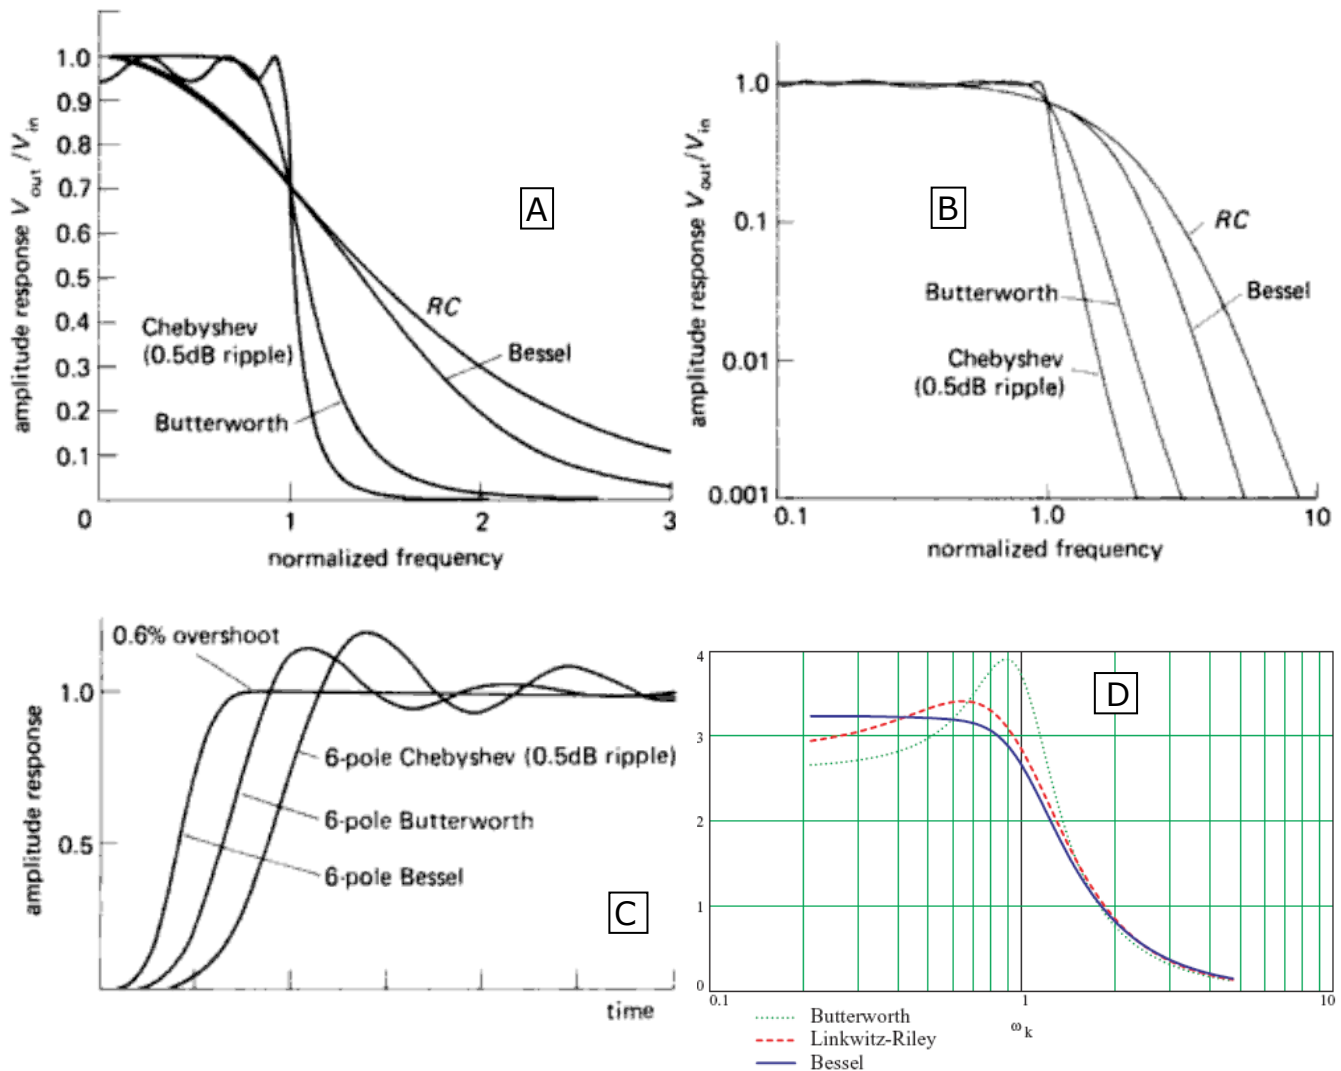 amplitude response V out /V in
1.0
0.9
0.8
0.7
0.6
0.5
0.4
0.3
0.2
0.1
0
1
2
3
normalized frequency
A
RC
Chebyshev
(0.5dB ripple)
Bessel
Butterworth
amplitude response V out/V in
1.0
0.1
0.01
0.001
0.1
1.0
10
normalized frequency
B
RC
Butterworth
Bessel
Chebyshev
(0.5dB ripple)
amplitude response
0.6% overshoot
1.0
0.5
6-pole Chebyshev (0.5dB ripple)
6-pole Butterworth
6-pole Bessel
C
time
4
3
2
1
0
0.1
1
10
D
ωk
Butterworth
Linkwitz-Riley
Bessel